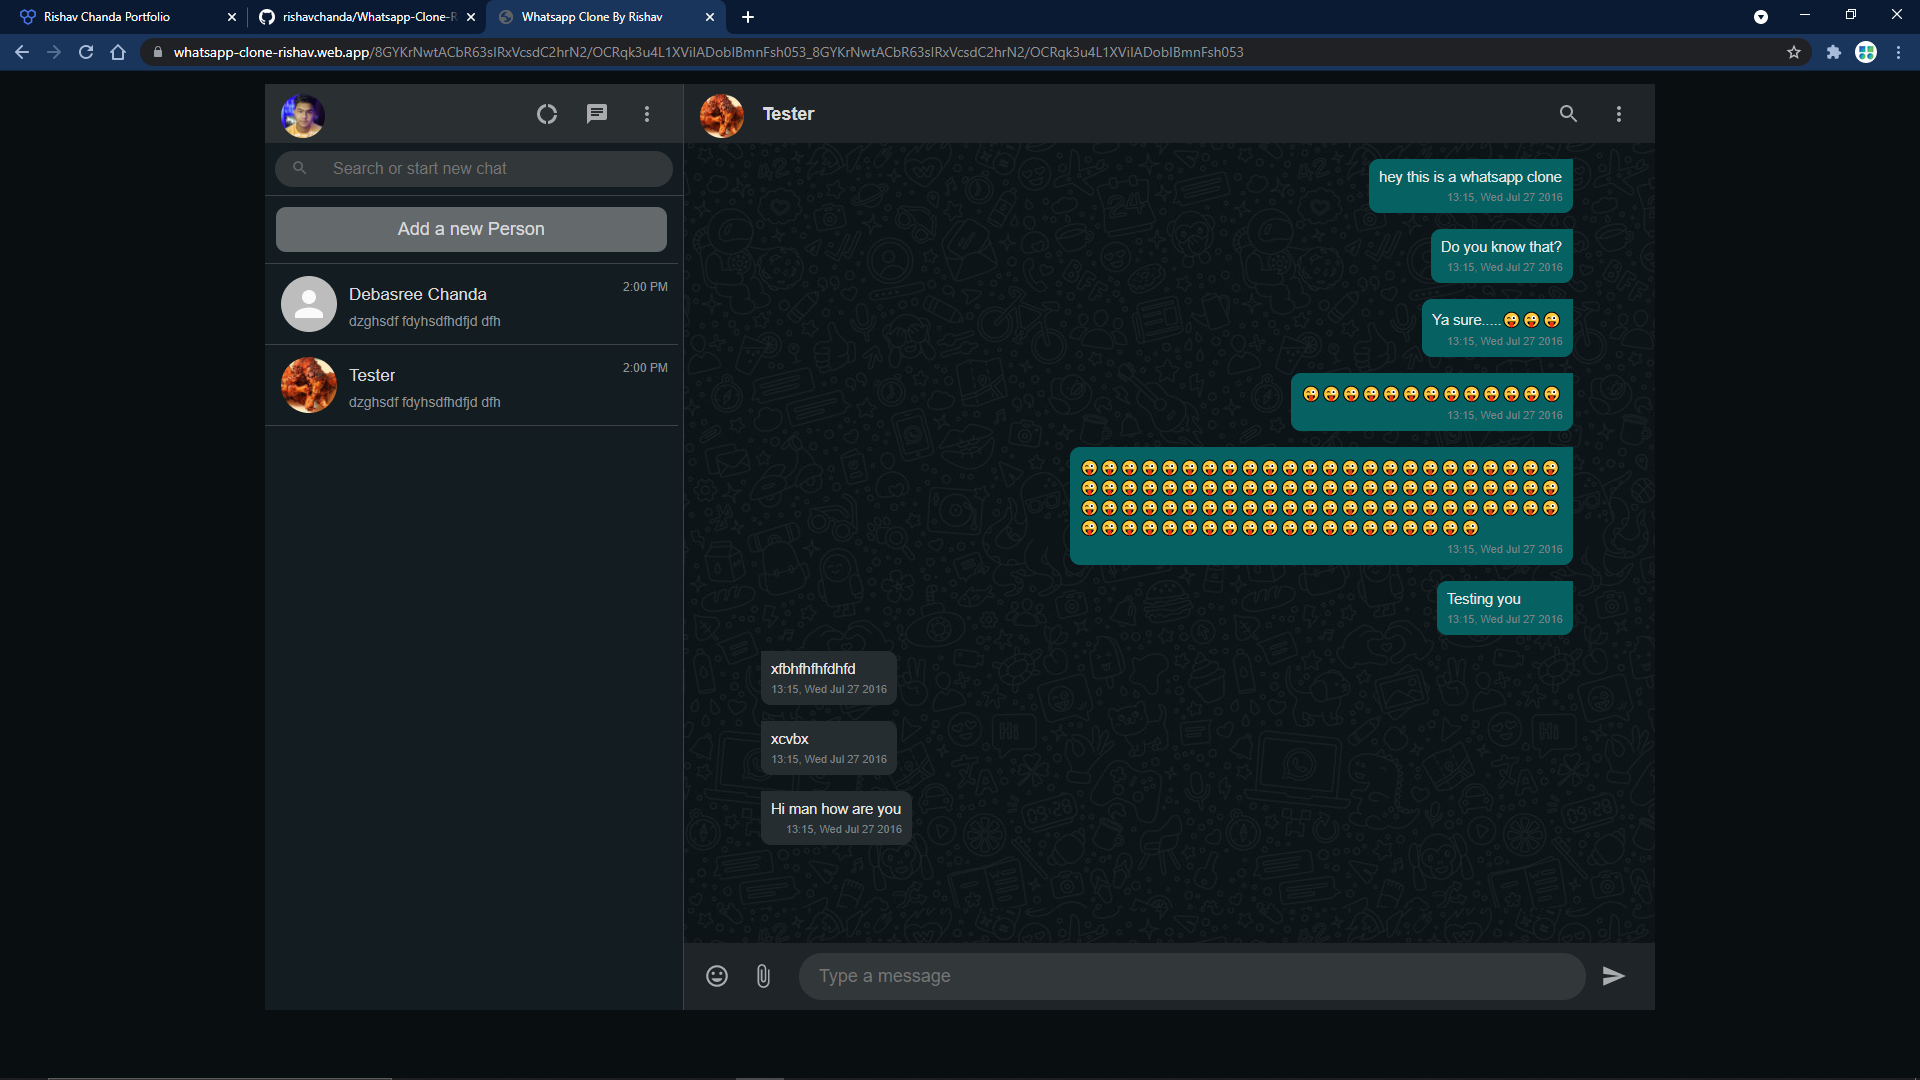 Rishav Chanda Portfolio
rishavchanda/Whatsapp-Clone-R
Whatsapp Clone By Rishav
whatsapp-clone-rishav.web.app/8GYKrNwtACbR63sIRxVcsdC2hrN2/OCRqk3u4L1XVilADobIBmnFsh053_8GYKrNwtACbR63sIRxVcsdC2hrN2/OCRqk3u4L1XVilADobIBmnFsh053
Tester
Search or start new chat
Add a new Person
Debasree Chanda
2:00 PM
dzghsdf fdyhsdfhdfjd dfh
Tester
2:00 PM
dzghsdf fdyhsdfhdfjd dfh
hey this is a whatsapp clone
13:15, Wed Jul 27 2016
Do you know that?
13:15, Wed Jul 27 2016
Ya sure.....😜😜😜
13:15, Wed Jul 27 2016
😜😜😜😜😜😜😜😜😜😜😜😜😜
13:15, Wed Jul 27 2016
😜😜😜😜😜😜😜😜😜😜😜😜😜😜😜😜😜😜😜😜😜😜😜😜
😜😜😜😜😜😜😜😜😜😜😜😜😜😜😜😜😜😜😜😜😜😜😜😜
😜😜😜😜😜😜😜😜😜😜😜😜😜😜😜😜😜😜😜😜😜😜😜😜
😜😜😜😜😜😜😜😜😜😜😜😜😜😜😜😜😜😜😜😜
13:15, Wed Jul 27 2016
Testing you
13:15, Wed Jul 27 2016
xfbhfhfhfdhfd
13:15, Wed Jul 27 2016
xcvbx
13:15, Wed Jul 27 2016
Hi man how are you
13:15, Wed Jul 27 2016
Type a message